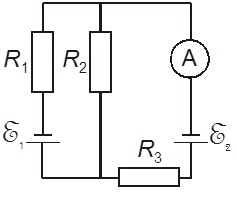 R₁ R₂ A
ℰ₁ ℰ₂
R₃